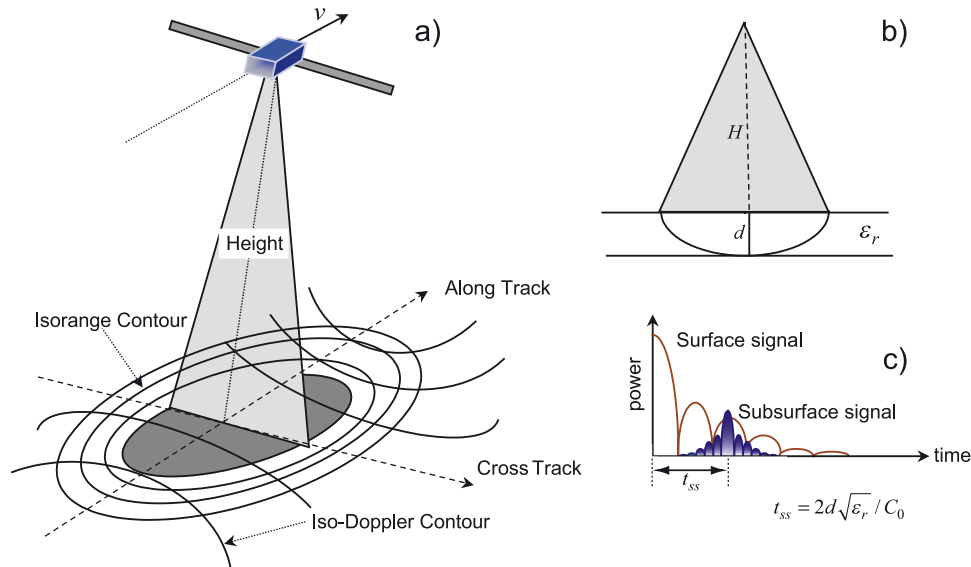 v
a)
Height
Along Track
Isorange Contour
Cross Track
Iso-Doppler Contour
b)
H
d
εr
c)
power
Surface signal
Subsurface signal
time
tss
tss = 2d√εr / C0